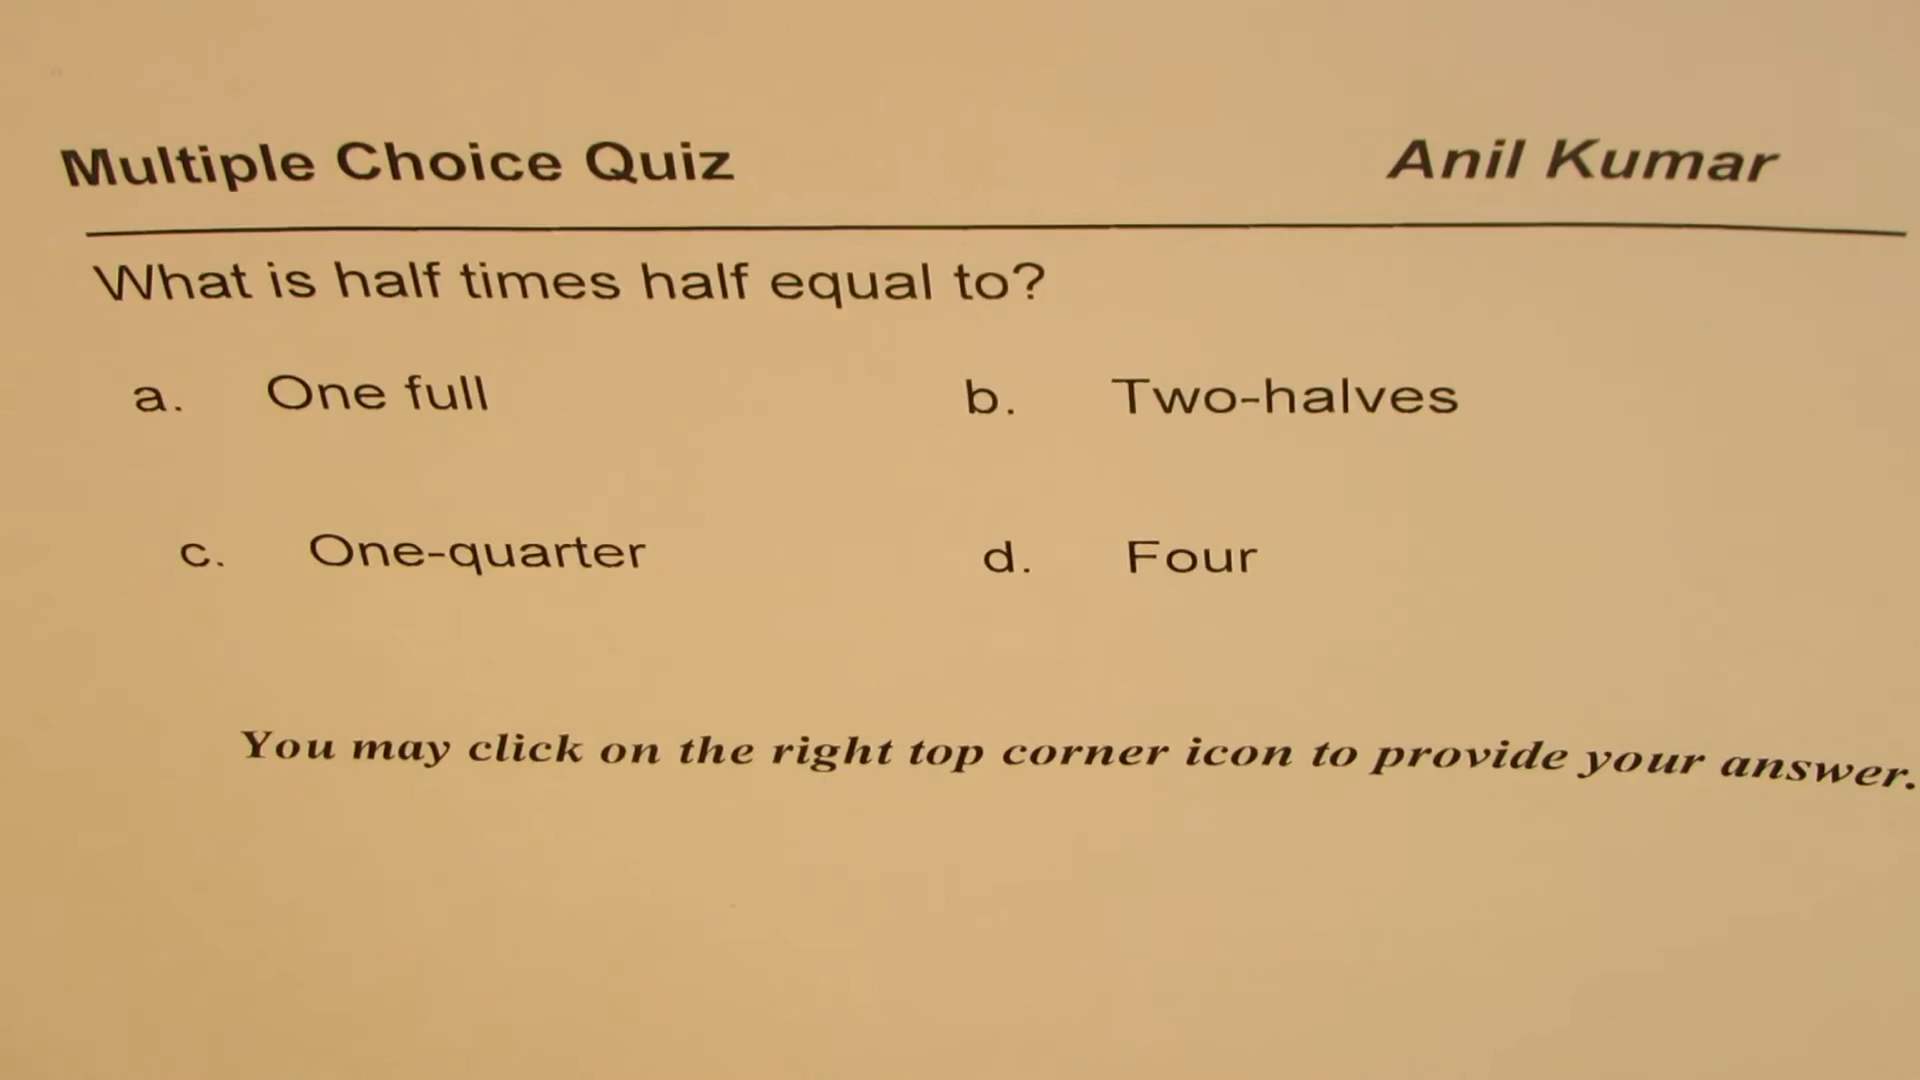 Multiple Choice Quiz Anil Kumar
What is half times half equal to?
a. One full b. Two-halves
c. One-quarter d. Four
You may click on the right top corner icon to provide your answer.